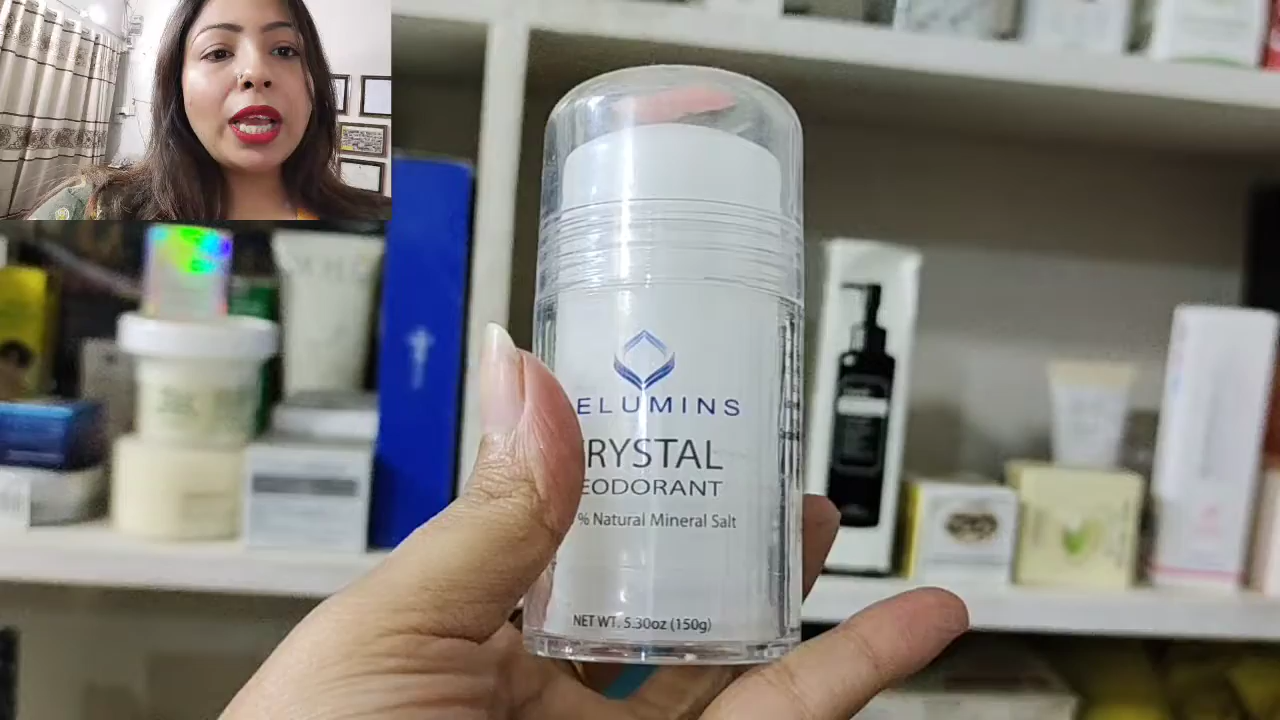 ELUMINS
RYSTAL
EODORANT
% Natural Mineral Salt
NET WT. 5.30oz (150g)